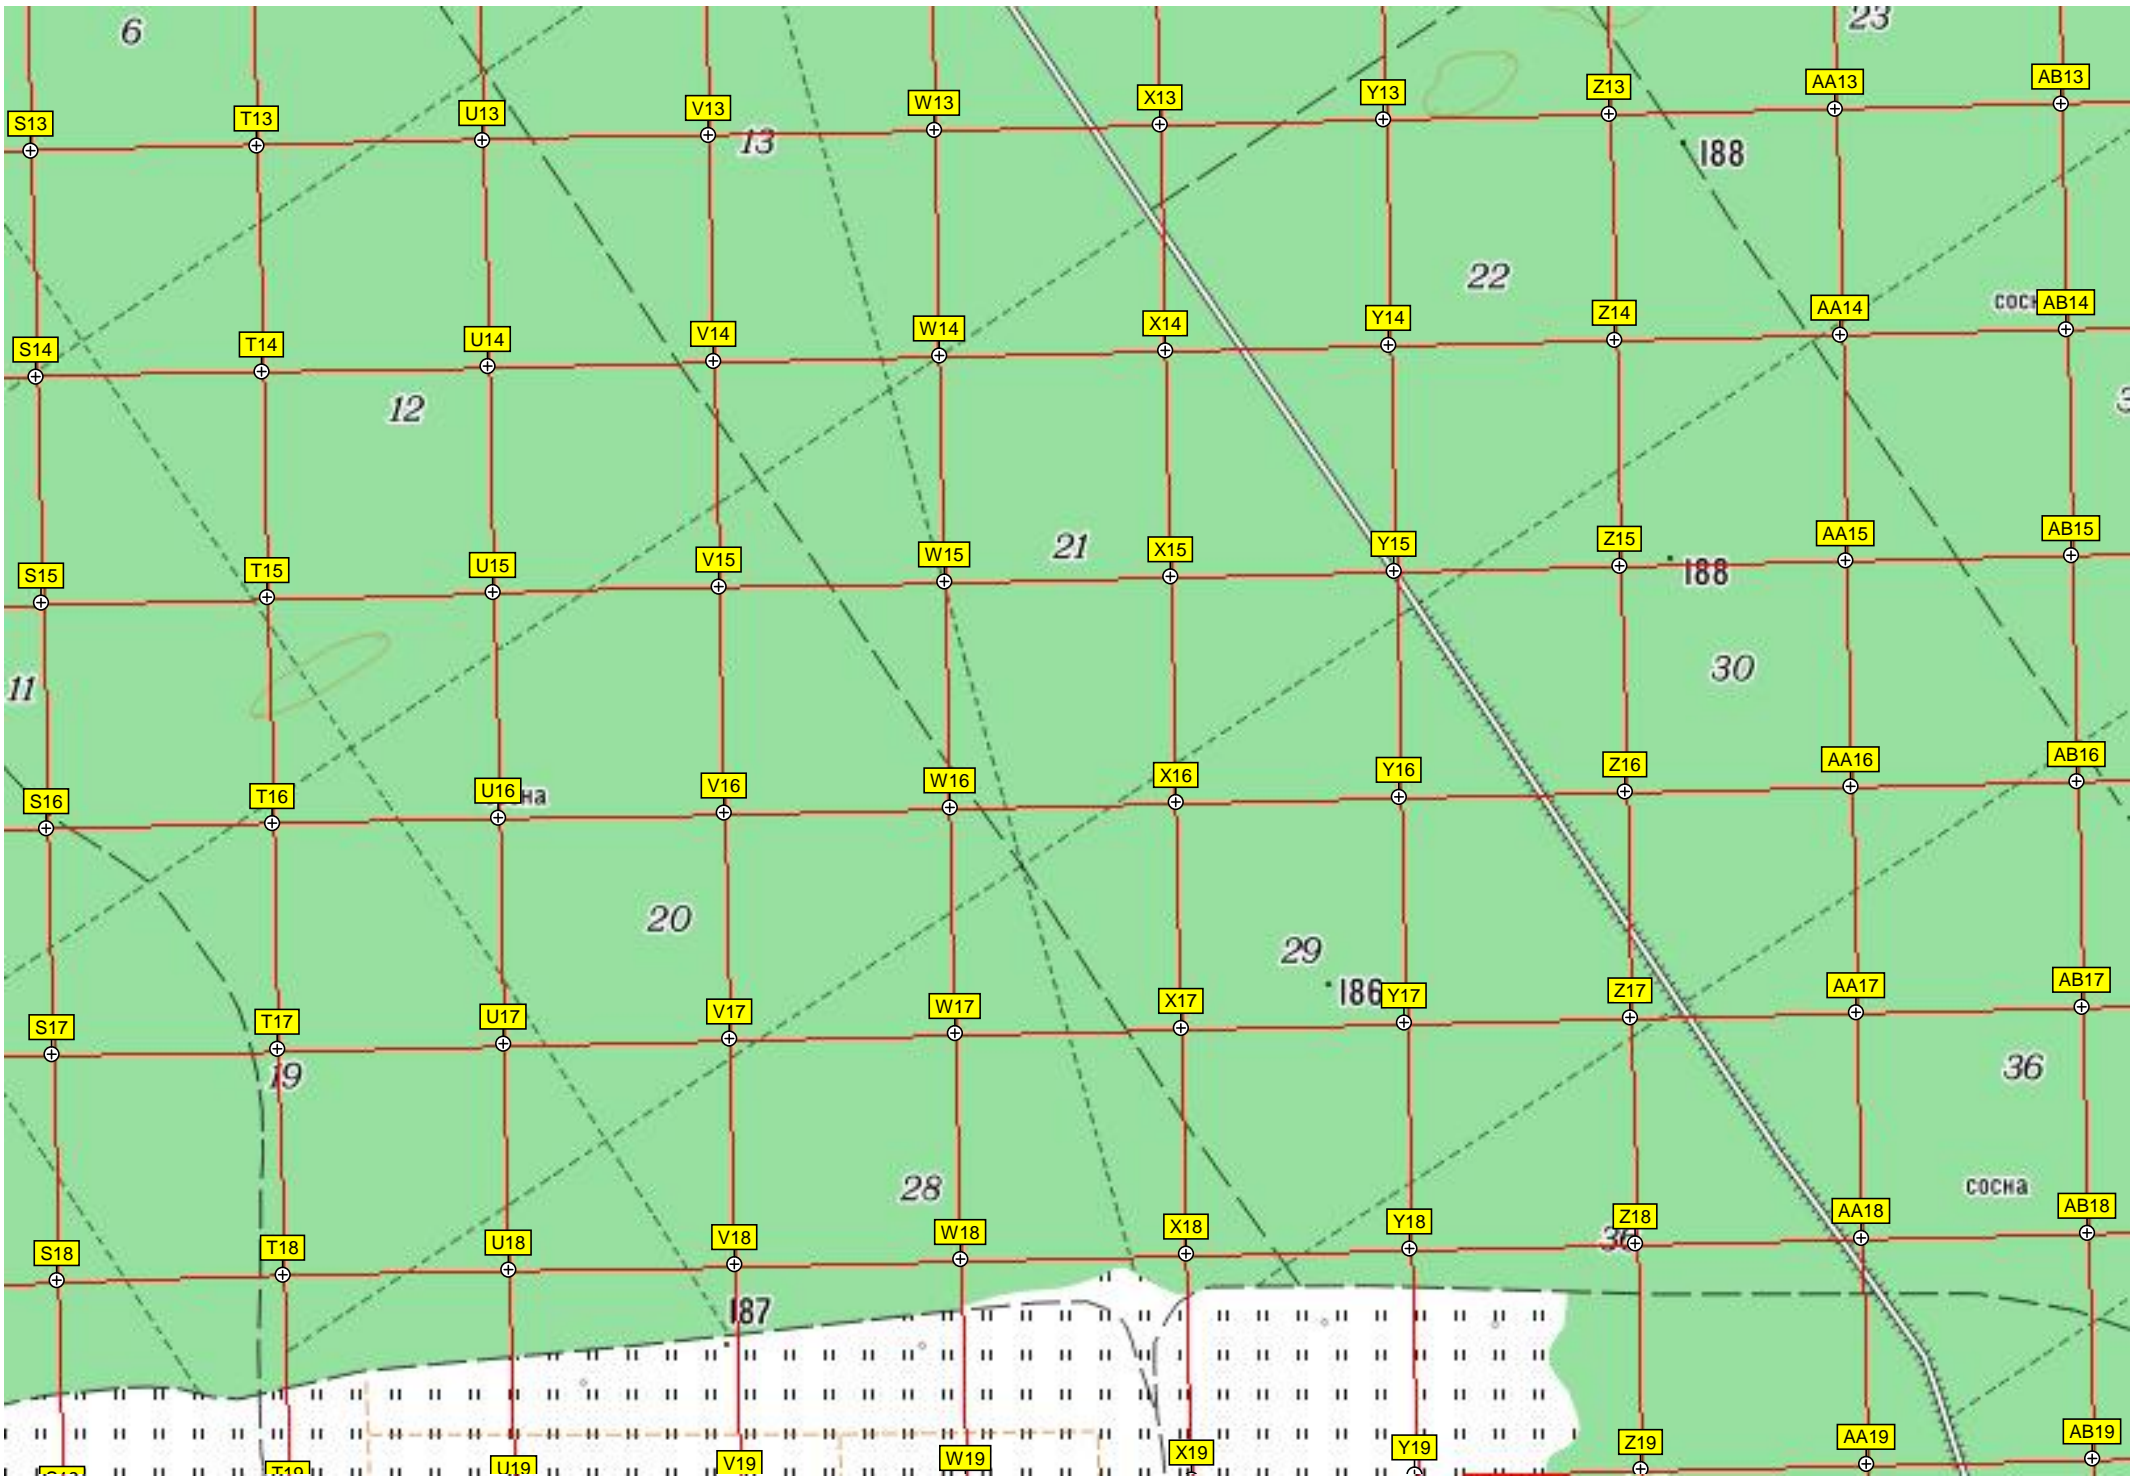 6
23
S13 T13 U13 V13 W13 X13 Y13 Z13 AA13 AB13
13
188
22
S14 T14 U14 V14 W14 X14 Y14 Z14 AA14 AB14
12
21
S15 T15 U15 V15 W15 X15 Y15 Z15 AA15 AB15
188
11
30
S16 T16 U16 V16 W16 X16 Y16 Z16 AA16 AB16
20
29
186
S17 T17 U17 V17 W17 X17 Y17 Z17 AA17 AB17
19
36
28
сосна
S18 T18 U18 V18 W18 X18 Y18 Z18 AA18 AB18
187
T19 U19 V19 W19 X19 Y19 Z19 AA19 AB19